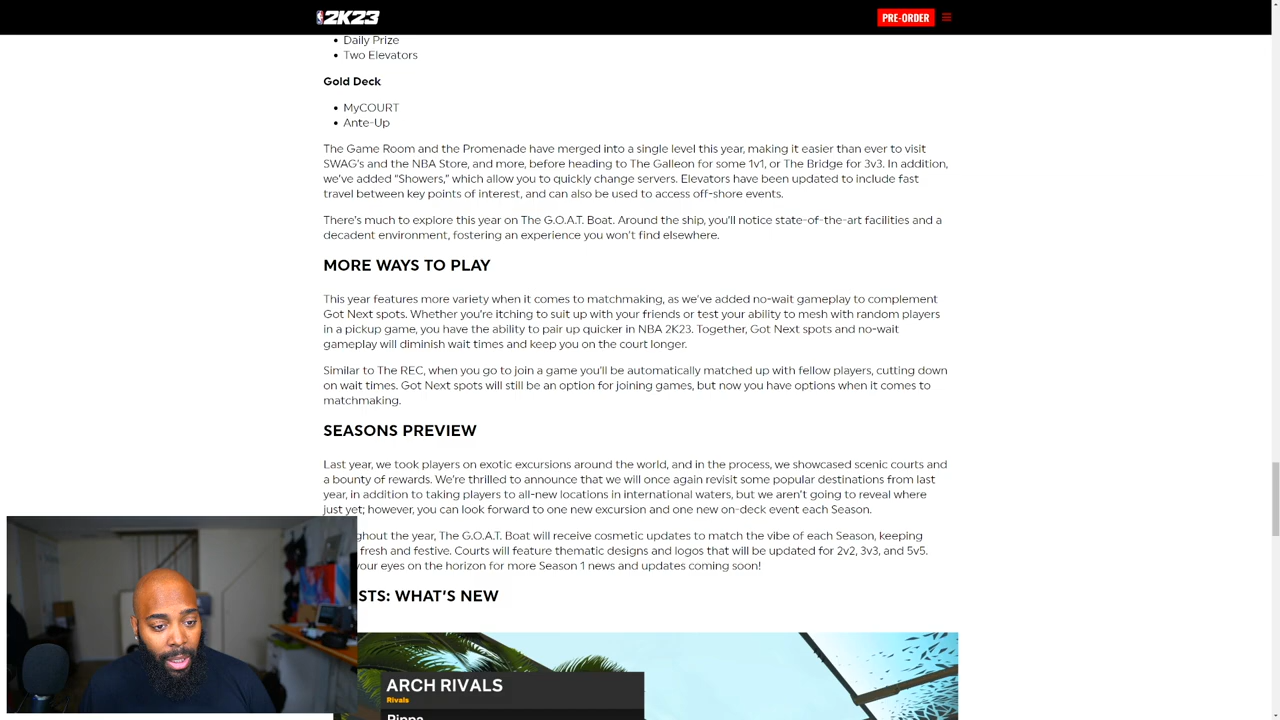 2K23
PRE-ORDER
Daily Prize
Two Elevators
Gold Deck
MyCOURT
Ante-Up
The Game Room and the Promenade have merged into a single level this year, making it easier than ever to visit
SWAG's and the NBA Store, and more, before heading to The Galleon for some 1v1, or The Bridge for 3v3. In addition,
we've added “Showers,” which allow you to quickly change servers. Elevators have been updated to include fast
travel between key points of interest, and can also be used to access off-shore events.
There's much to explore this year on The G.O.A.T. Boat. Around the ship, you'll notice state-of-the-art facilities and a
decadent environment, fostering an experience you won't find elsewhere.
MORE WAYS TO PLAY
This year features more variety when it comes to matchmaking, as we've added no-wait gameplay to complement
Got Next spots. Whether you're itching to suit up with your friends or test your ability to mesh with random players
in a pickup game, you have the ability to pair up quicker in NBA 2K23. Together, Got Next spots and no-wait
gameplay will diminish wait times and keep you on the court longer.
Similar to The REC, when you go to join a game you'll be automatically matched up with fellow players, cutting down
on wait times. Got Next spots will still be an option for joining games, but now you have options when it comes to
matchmaking.
SEASONS PREVIEW
Last year, we took players on exotic excursions around the world, and in the process, we showcased scenic courts and
a bounty of rewards. We're thrilled to announce that we will once again revisit some popular destinations from last
year, in addition to taking players to all-new locations in international waters, but we aren't going to reveal where
just yet; however, you can look forward to one new excursion and one new on-deck event each Season.
ghout the year, The G.O.A.T. Boat will receive cosmetic updates to match the vibe of each Season, keeping
fresh and festive. Courts will feature thematic designs and logos that will be updated for 2v2, 3v3, and 5v5.
your eyes on the horizon for more Season 1 news and updates coming soon!
STS: WHAT'S NEW
ARCH RIVALS
Rivals
Pippa